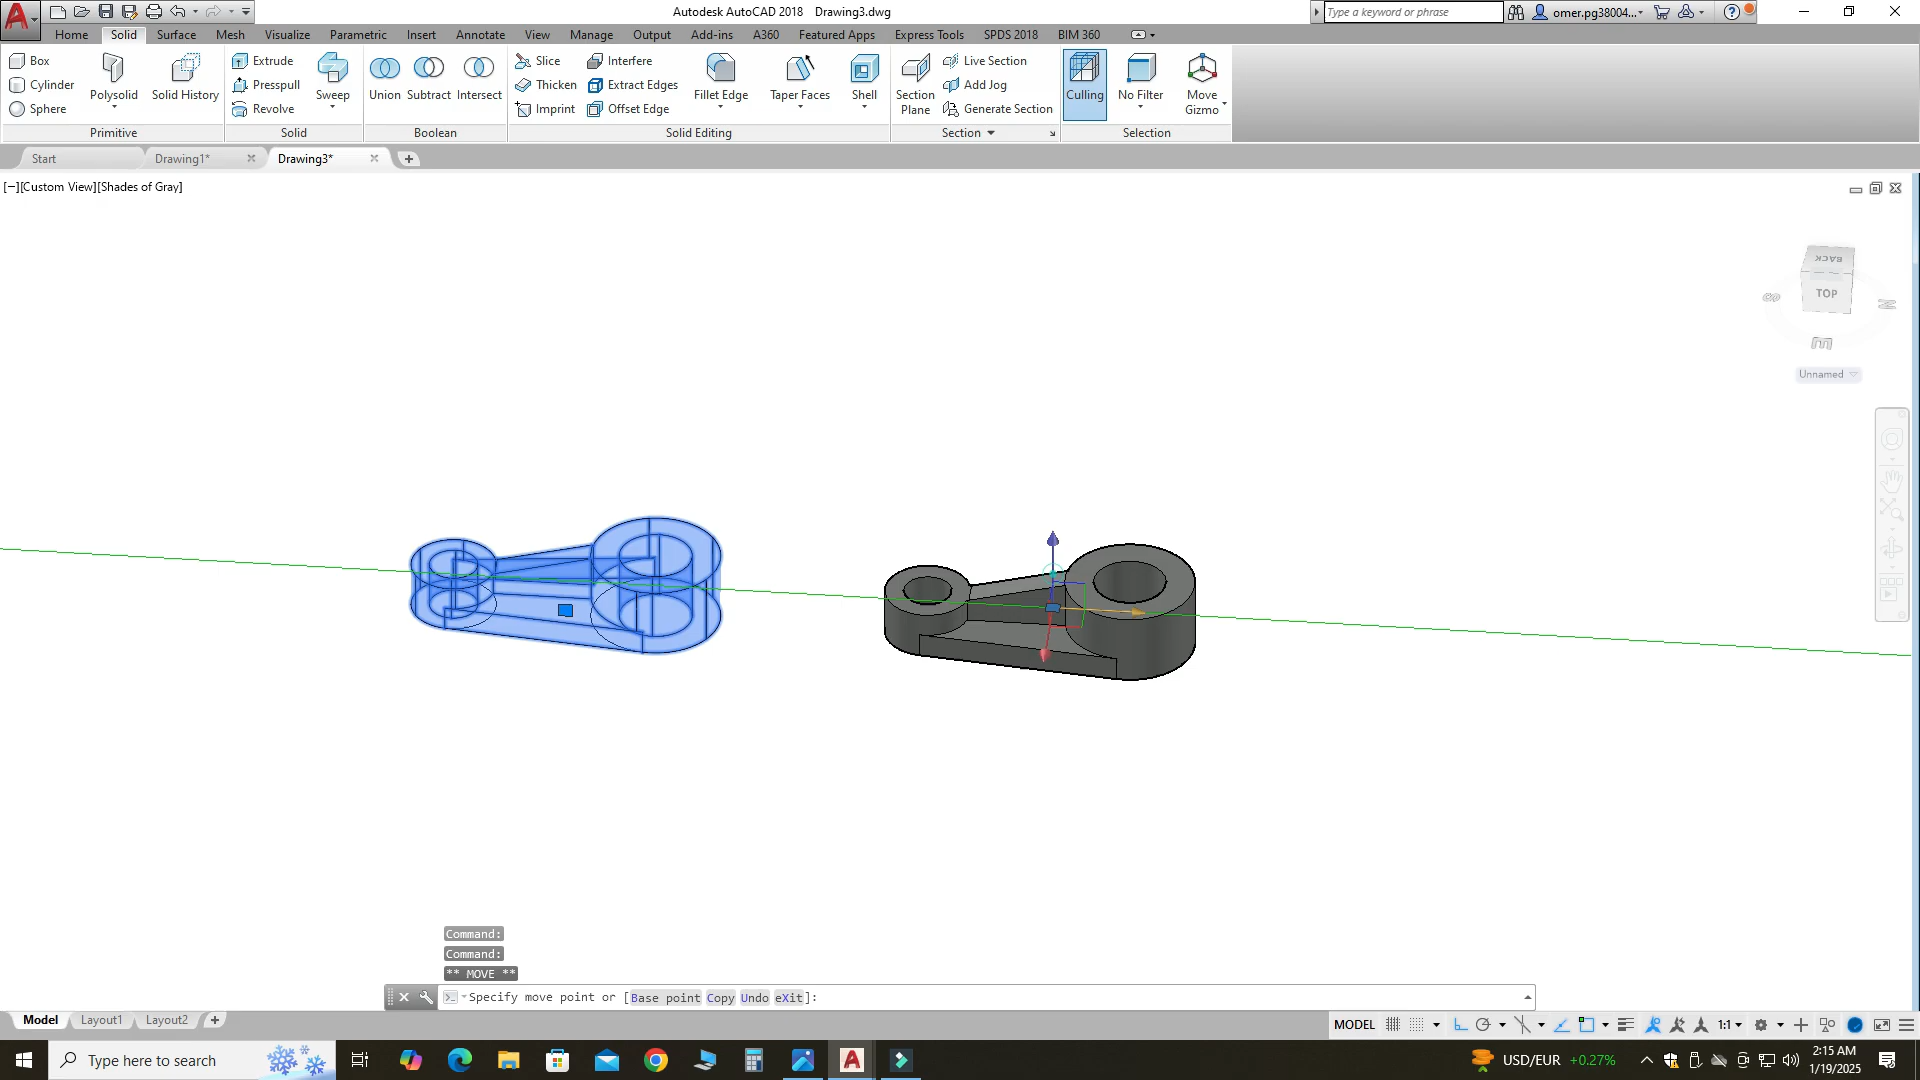 Autodesk AutoCAD 2018 Drawing3.dwg
Type a keyword or phrase
omer.pg38004...
Home Solid Surface Mesh Visualize Parametric Insert Annotate View Manage Output Add-ins A360 Featured Apps Express Tools SPDS 2018 BIM 360
Box
Cylinder
Sphere
Polysolid
Solid History
Primitive
Extrude
Presspull
Revolve
Sweep
Solid
Union Subtract Intersect
Boolean
Slice
Thicken
Imprint
Interfere
Extract Edges
Offset Edge
Fillet Edge
Taper Faces
Shell
Solid Editing
Section
Plane
Live Section
Add Jog
Generate Section
Section
Culling
No Filter
Move
Gizmo
Selection
Start Drawing1* Drawing3*
[−][Custom View][Shades of Gray]
BACK
TOP
S
N
E
Unnamed
Command:
Command:
** MOVE **
Specify move point or [Base point Copy Undo eXit]:
Model Layout1 Layout2
MODEL 1:1
Type here to search
USD/EUR +0.27%
2:15 AM
1/19/2025